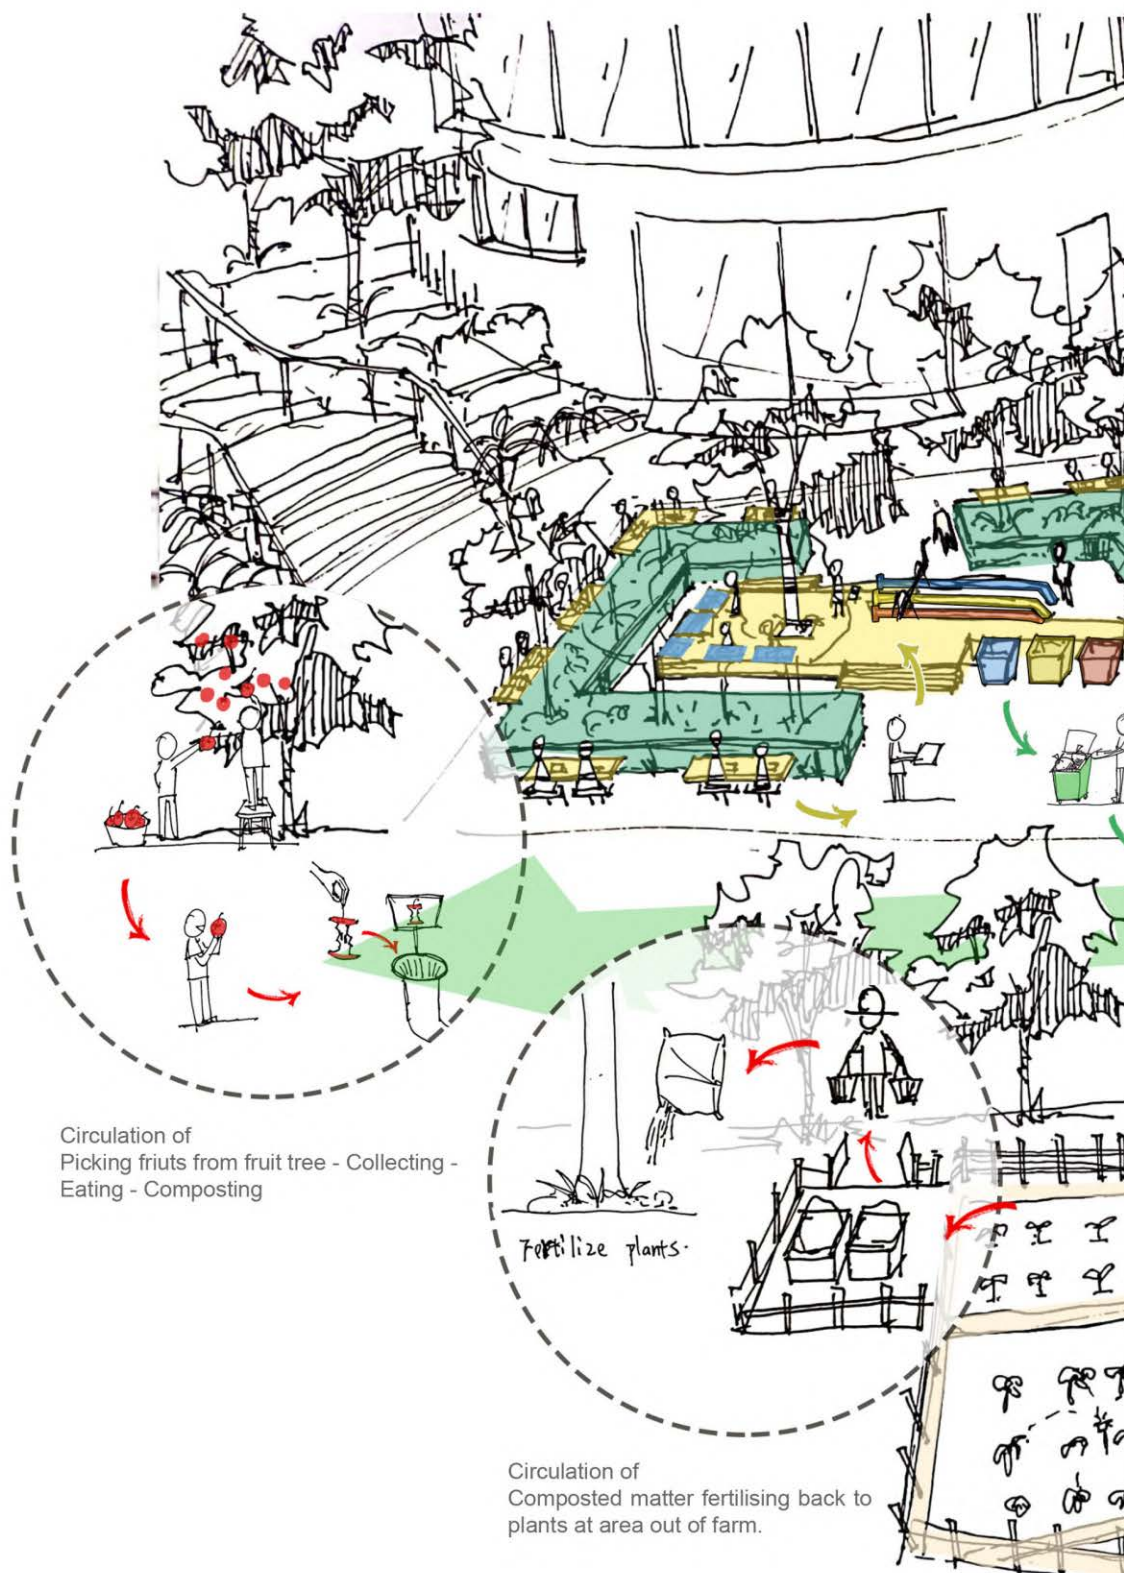 Circulation of
Picking friuts from fruit tree - Collecting -
Eating - Composting
Fertilize plants.
Circulation of
Composted matter fertilising back to
plants at area out of farm.